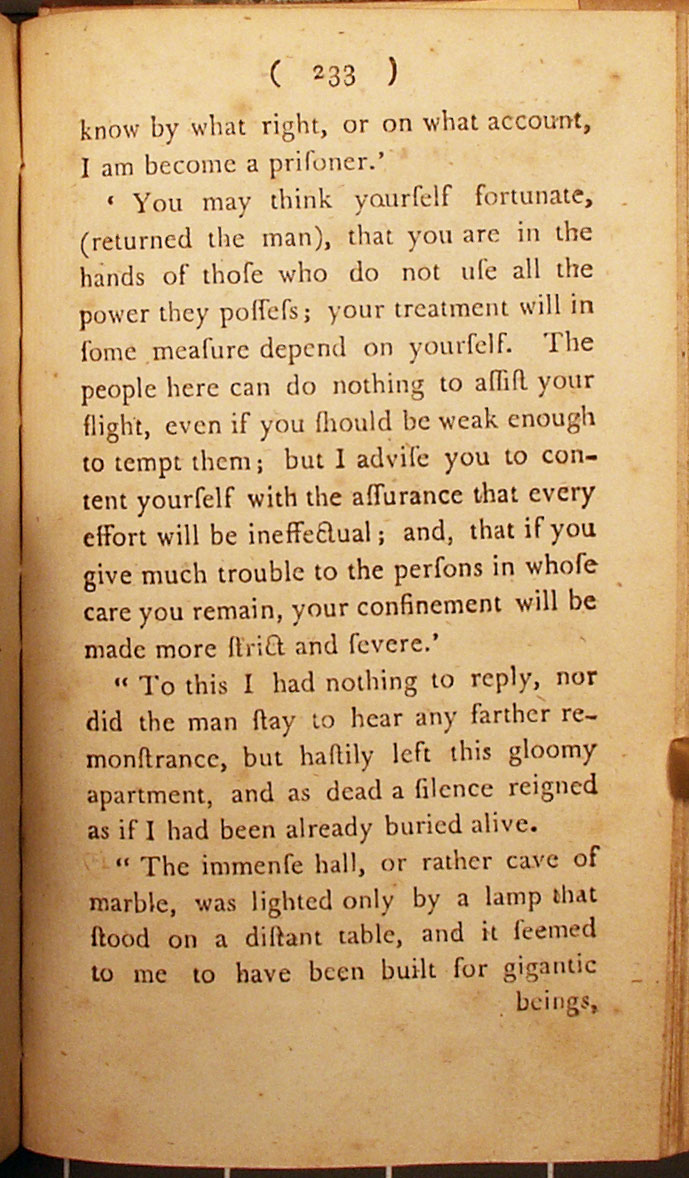 ( 233 )
know by what right, or on what account,
I am become a priſoner.’
‘ You may think yourſelf fortunate,
(returned the man), that you are in the
hands of thoſe who do not uſe all the
power they poſſeſs; your treatment will in
ſome meaſure depend on yourſelf. The
people here can do nothing to aſſiſt your
flight, even if you ſhould be weak enough
to tempt them; but I adviſe you to con-
tent yourſelf with the aſſurance that every
effort will be ineffectual; and, that if you
give much trouble to the perſons in whoſe
care you remain, your confinement will be
made more ſtrict and ſevere.’
“ To this I had nothing to reply, nor
did the man ſtay to hear any farther re-
monſtrance, but haſtily left this gloomy
apartment, and as dead a ſilence reigned
as if I had been already buried alive.
“ The immenſe hall, or rather cave of
marble, was lighted only by a lamp that
ſtood on a diſtant table, and it ſeemed
to me to have been built for gigantic
beings,